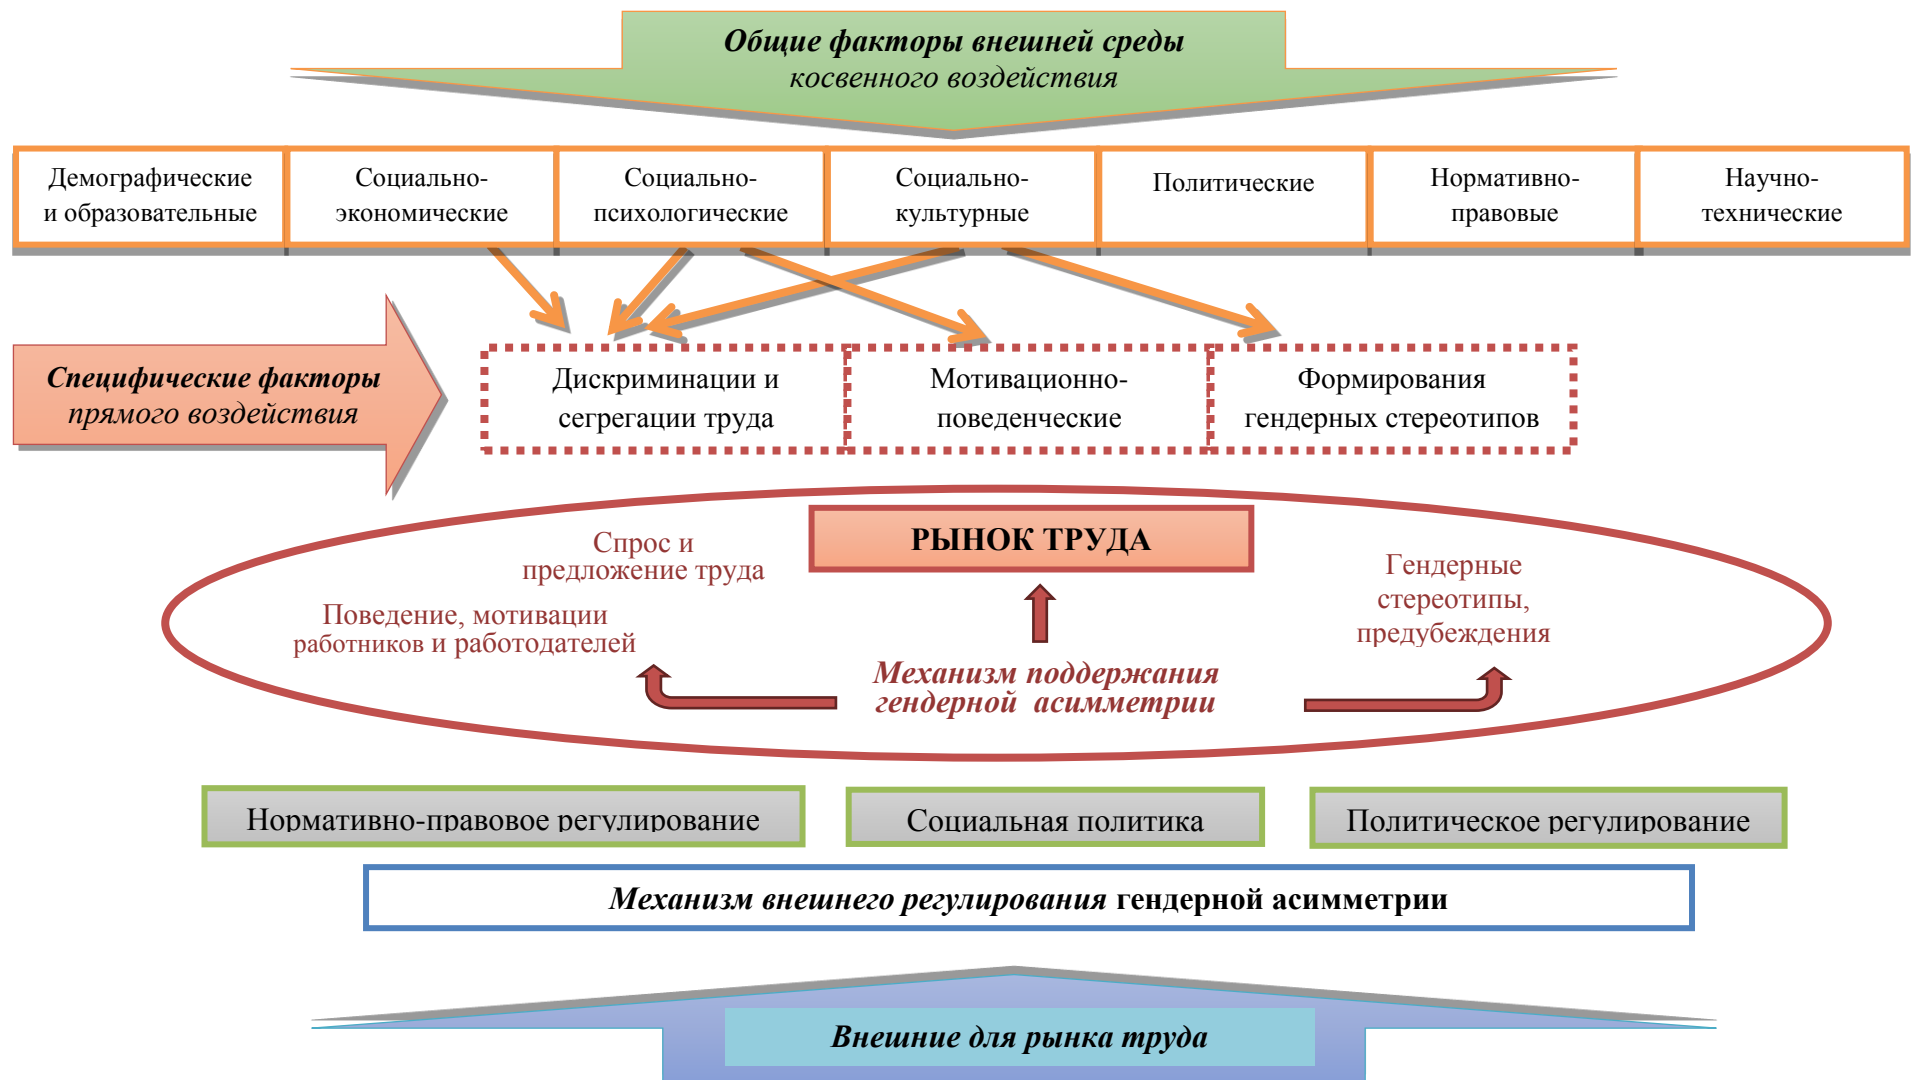 Общие факторы внешней среды
косвенного воздействия
Демографические
и образовательные
Социально-
экономические
Социально-
психологические
Социально-
культурные
Политические
Нормативно-
правовые
Научно-
технические
Специфические факторы
прямого воздействия
Дискриминации и
сегрегации труда
Мотивационно-
поведенческие
Формирования
гендерных стереотипов
РЫНОК ТРУДА
Спрос и
предложение труда
Поведение, мотивации
работников и работодателей
Гендерные
стереотипы,
предубеждения
Механизм поддержания
гендерной асимметрии
Нормативно-правовое регулирование
Социальная политика
Политическое регулирование
Механизм внешнего регулирования гендерной асимметрии
Внешние для рынка труда